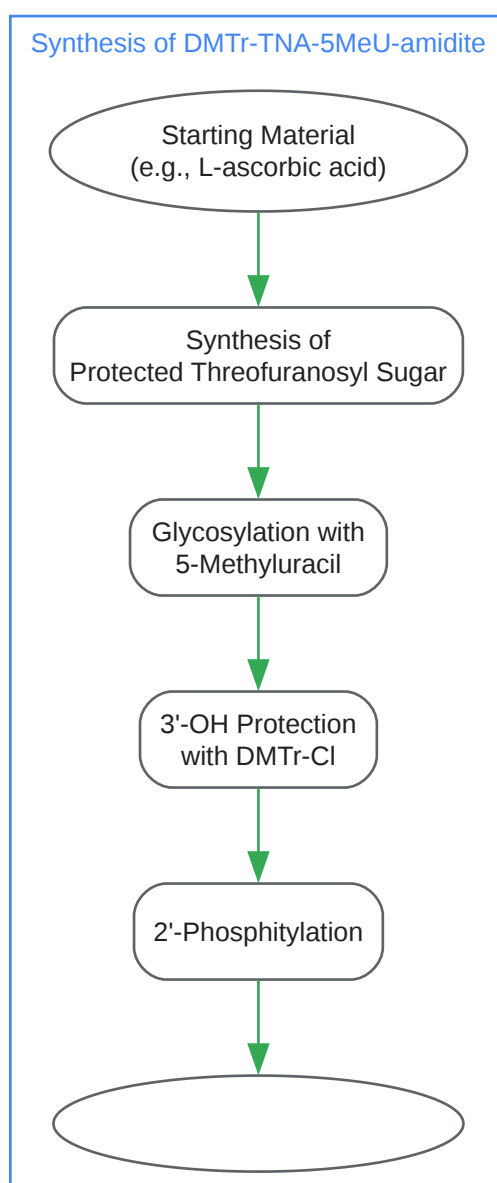 Synthesis of DMTr-TNA-5MeU-amidite
Starting Material
(e.g., L-ascorbic acid)
Synthesis of
Protected Threofuranosyl Sugar
Glycosylation with
5-Methyluracil
3'-OH Protection
with DMTr-Cl
2'-Phosphitylation